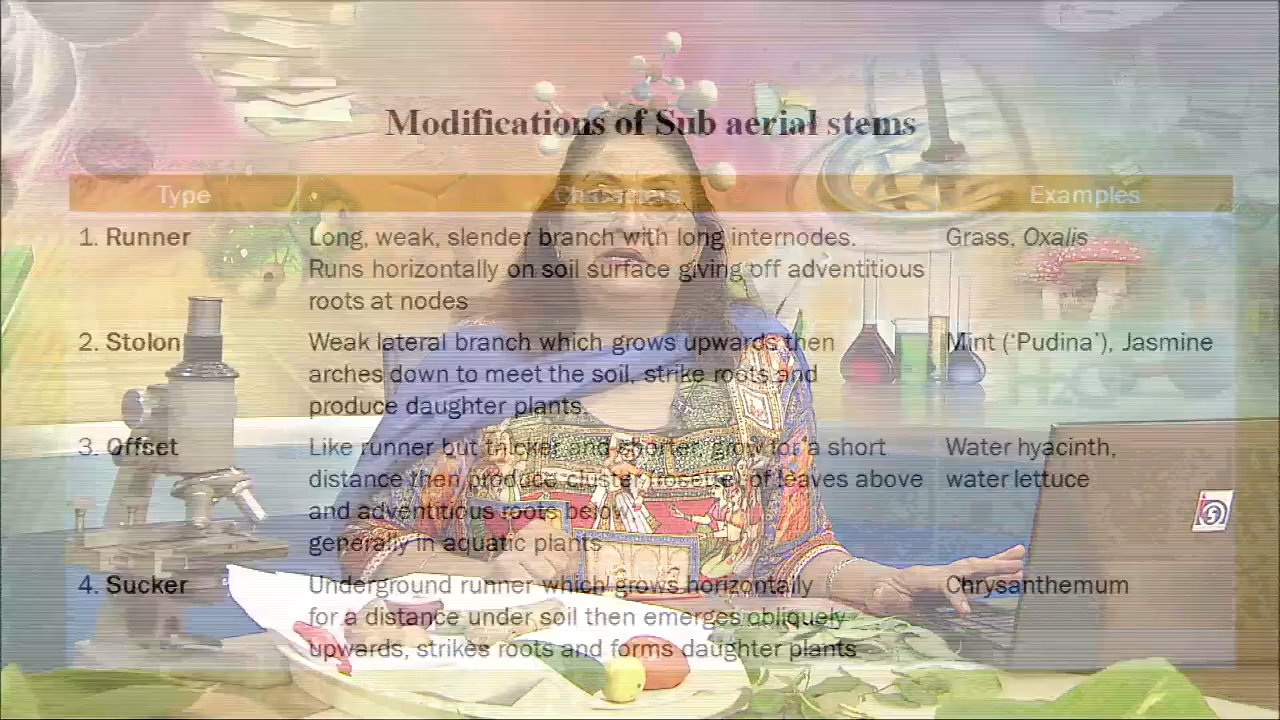 Modifications of Sub aerial stems
Type Characters Examples
1. Runner Long, weak, slender branch with long internodes. Grass, Oxalis
Runs horizontally on soil surface giving off adventitious
roots at nodes
2. Stolon Weak lateral branch which grows upwards then Mint (‘Pudina’), Jasmine
arches down to meet the soil, strike roots and
produce daughter plants.
3. Offset Like runner but thicker and shorter, grow for a short Water hyacinth,
distance then produce cluster (rosette) of leaves above water lettuce
and adventitious roots below
generally in aquatic plants
4. Sucker Underground runner which grows horizontally Chrysanthemum
for a distance under soil then emerges obliquely
upwards, strikes roots and forms daughter plants